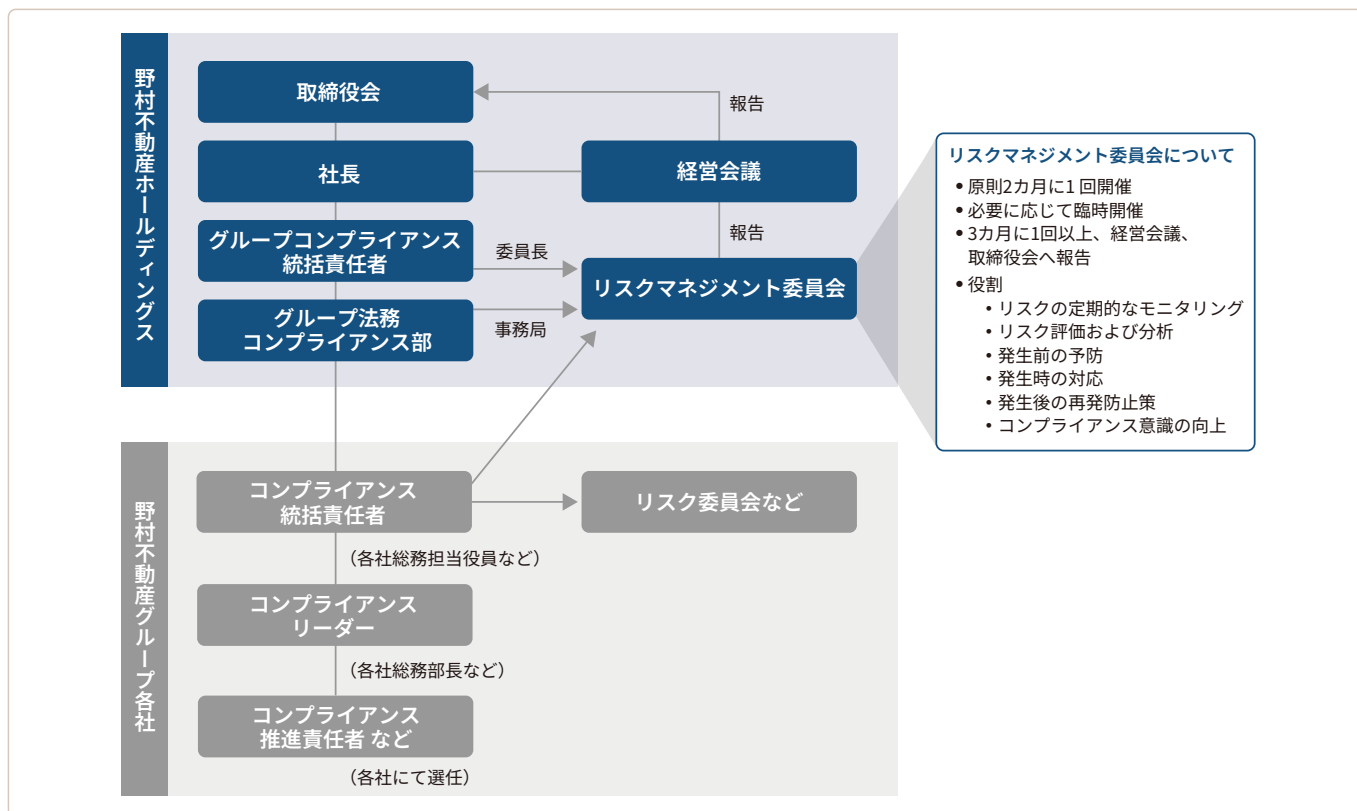 野村不動産ホールディングス
取締役会
報告
社長
経営会議
グループコンプライアンス
統括責任者
委員長
報告
リスクマネジメント委員会
グループ法務
コンプライアンス部
事務局
リスクマネジメント委員会について
• 原則2カ月に1回開催
• 必要に応じて臨時開催
• 3カ月に1回以上、経営会議、
取締役会へ報告
• 役割
• リスクの定期的なモニタリング
• リスク評価および分析
• 発生前の予防
• 発生時の対応
• 発生後の再発防止策
• コンプライアンス意識の向上
野村不動産グループ各社
コンプライアンス
統括責任者
リスク委員会など
（各社総務担当役員など）
コンプライアンス
リーダー
（各社総務部長など）
コンプライアンス
推進責任者 など
（各社にて選任）